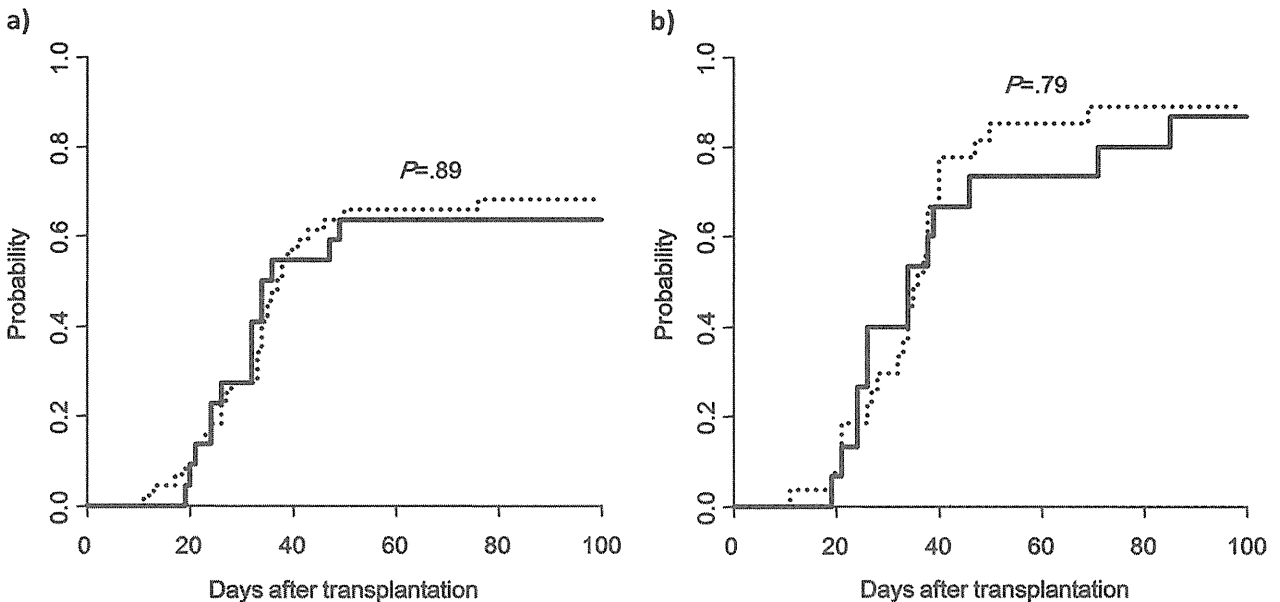 a)
P=.89
Probability
0.0 0.2 0.4 0.6 0.8 1.0
0 20 40 60 80 100
Days after transplantation
b)
P=.79
Probability
0.0 0.2 0.4 0.6 0.8 1.0
0 20 40 60 80 100
Days after transplantation